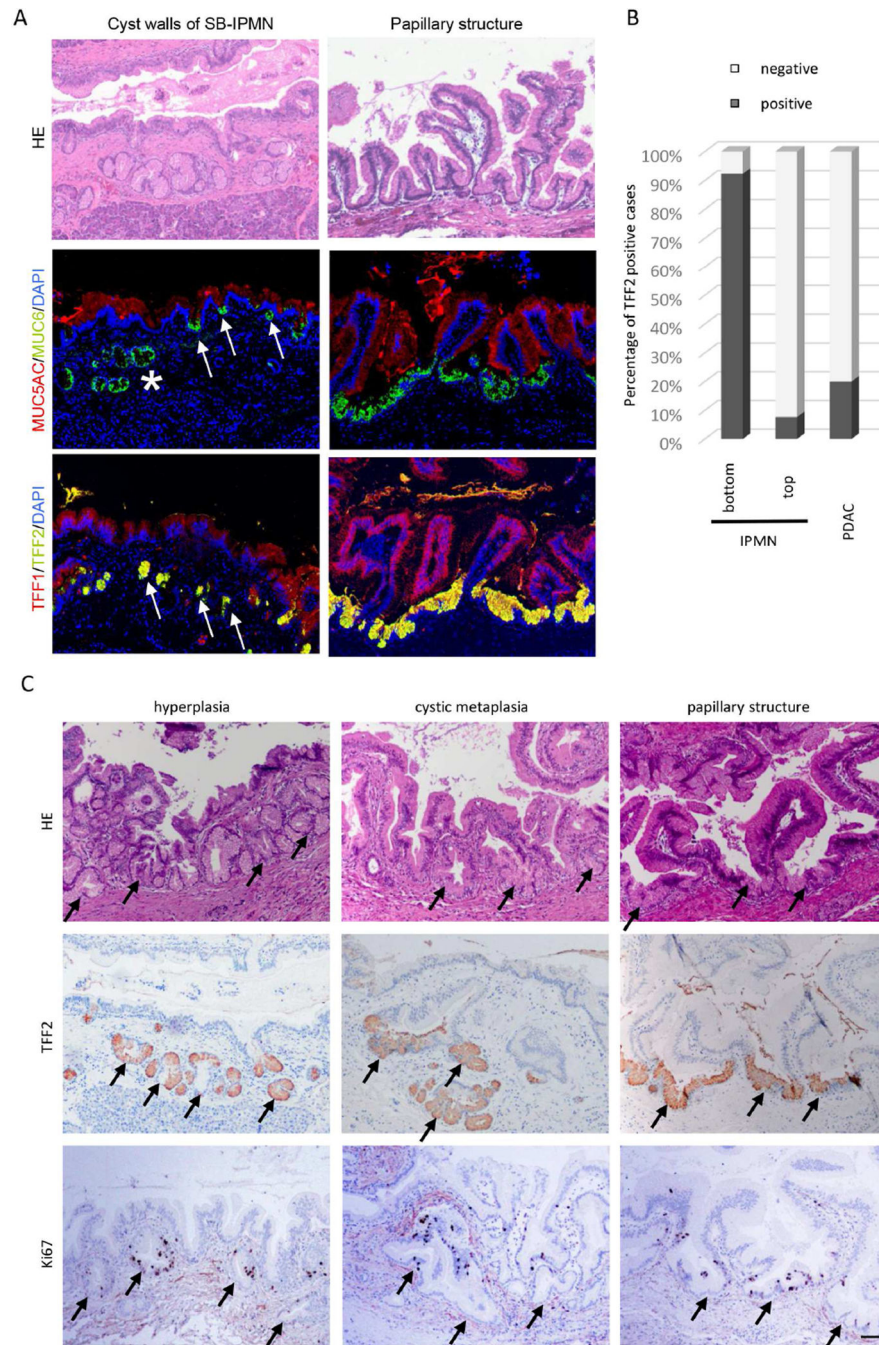 A
Cyst walls of SB-IPMN
Papillary structure
HE
MUC5AC/MUC6/DAPI
*
TFF1/TFF2/DAPI
B
negative
positive
Percentage of TFF2 positive cases
100%
90%
80%
70%
60%
50%
40%
30%
20%
10%
0%
bottom
top
PDAC
IPMN
C
hyperplasia
cystic metaplasia
papillary structure
HE
TFF2
Ki67